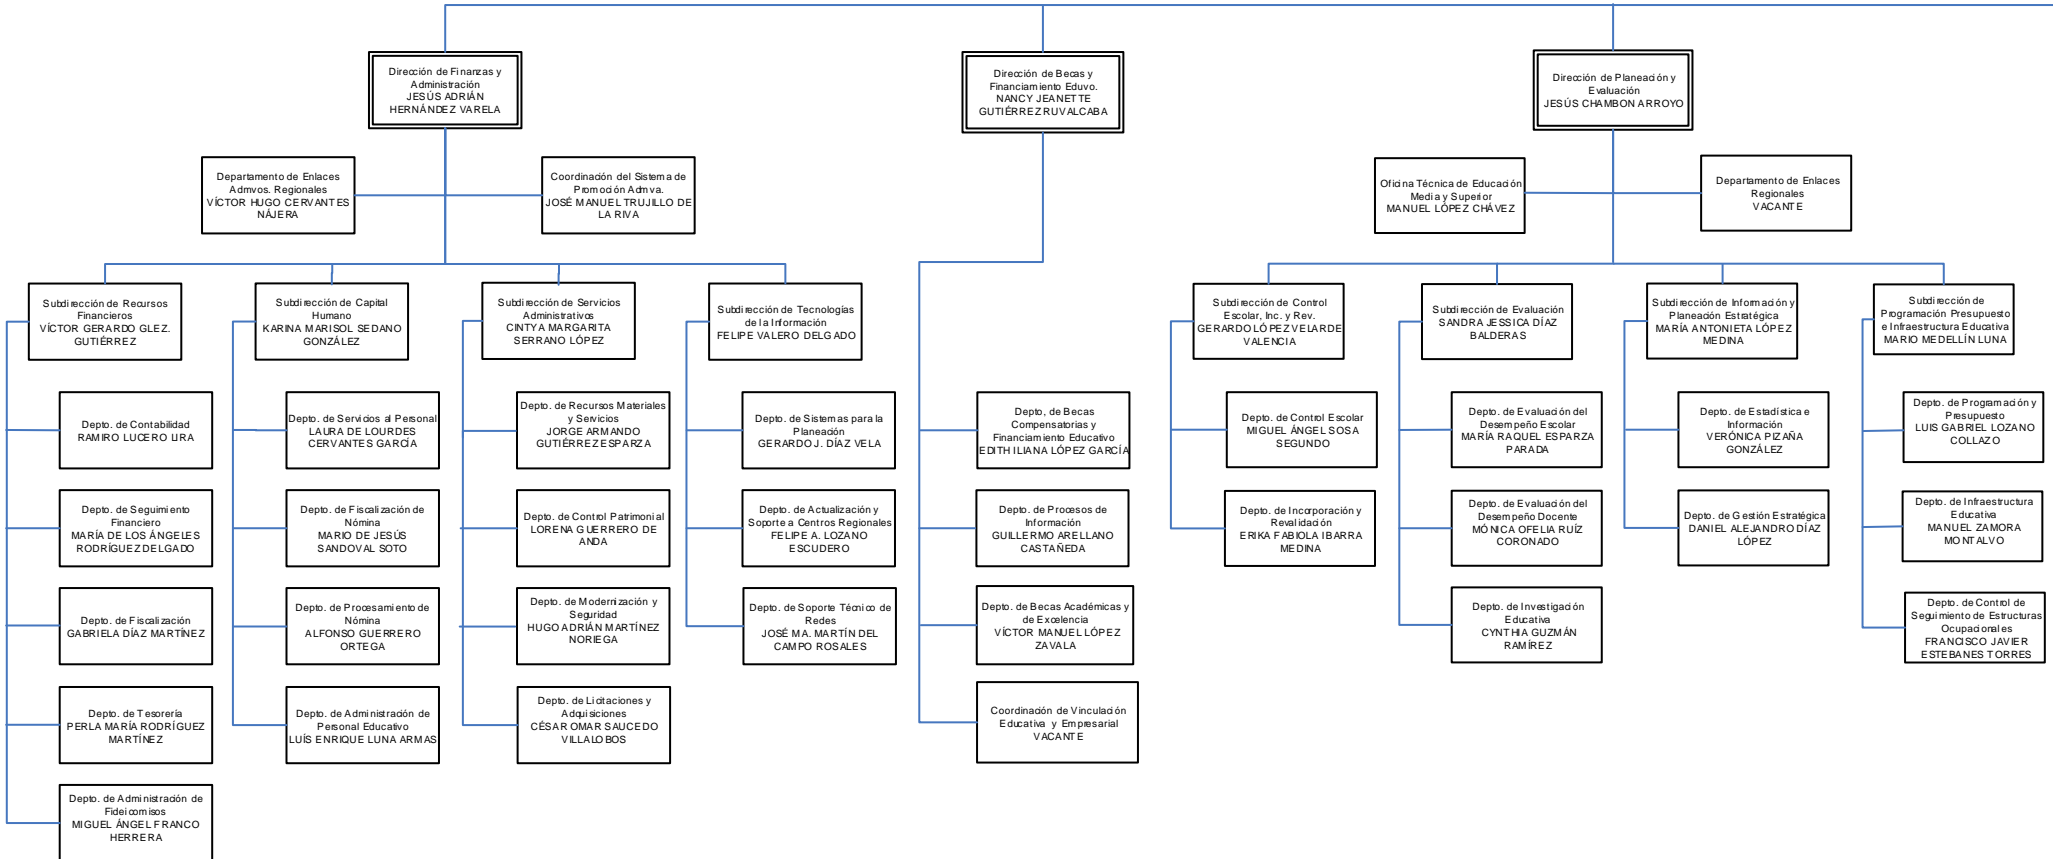 Dirección de Finanzas y
Administración
JESÚS ADRIÁN
HERNÁNDEZ VARELA
Dirección de Becas y
Financiamiento Eduvo.
NANCY JEANETTE
GUTIÉRREZ RUVALCABA
Dirección de Planeación y
Evaluación
JESÚS CHAMBON ARROYO
Departamento de Enlaces
Admvos. Regionales
VÍCTOR HUGO CERVANTES
NÁJERA
Coordinación del Sistema de
Promoción Admva.
JOSÉ MANUEL TRUJILLO DE
LA RIVA
Oficina Técnica de Educación
Media y Superior
MANUEL LÓPEZ CHÁVEZ
Departamento de Enlaces
Regionales
VACANTE
Subdirección de Recursos
Financieros
VÍCTOR GERARDO GLEZ.
GUTIÉRREZ
Subdirección de Capital
Humano
KARINA MARISOL SEDANO
GONZÁLEZ
Subdirección de Servicios
Administrativos
CINTYA MARGARITA
SERRANO LÓPEZ
Subdirección de Tecnologías
de la Información
FELIPE VALERO DELGADO
Subdirección de Control
Escolar, Inc. y Rev.
GERARDO LÓPEZ VELARDE
VALENCIA
Subdirección de Evaluación
SANDRA JESSICA DÍAZ
BALDERAS
Subdirección de Información y
Planeación Estratégica
MARÍA ANTONIETA LÓPEZ
MEDINA
Subdirección de
Programación Presupuesto
e Infraestructura Educativa
MARIO MEDELLÍN LUNA
Depto. de Contabilidad
RAMIRO LUCERO LIRA
Depto. de Servicios al Personal
LAURA DE LOURDES
CERVANTES GARCÍA
Depto. de Recursos Materiales
y Servicios
JORGE ARMANDO
GUTIÉRREZ ESPARZA
Depto. de Sistemas para la
Planeación
GERARDO J. DÍAZ VELA
Depto, de Becas
Compensatorias y
Financiamiento Educativo
EDITH ILIANA LÓPEZ GARCÍA
Depto. de Control Escolar
MIGUEL ÁNGEL SOSA
SEGUNDO
Depto. de Evaluación del
Desempeño Escolar
MARÍA RAQUEL ESPARZA
PARADA
Depto. de Estadística e
Información
VERÓNICA PIZAÑA
GONZÁLEZ
Depto. de Programación y
Presupuesto
LUIS GABRIEL LOZANO
COLLAZO
Depto. de Seguimiento
Financiero
MARÍA DE LOS ÁNGELES
RODRÍGUEZ DELGADO
Depto. de Fiscalización de
Nómina
MARIO DE JESÚS
SANDOVAL SOTO
Depto. de Control Patrimonial
LORENA GUERRERO DE
ANDA
Depto. de Actualización y
Soporte a Centros Regionales
FELIPE A. LOZANO
ESCUDERO
Depto. de Procesos de
Información
GUILLERMO ARELLANO
CASTAÑEDA
Depto. de Incorporación y
Revalidación
ERIKA FABIOLA IBARRA
MEDINA
Depto. de Evaluación del
Desempeño Docente
MÓNICA OFELIA RUÍZ
CORONADO
Depto. de Gestión Estratégica
DANIEL ALEJANDRO DÍAZ
LÓPEZ
Depto. de Infraestructura
Educativa
MANUEL ZAMORA
MONTALVO
Depto. de Fiscalización
GABRIELA DÍAZ MARTÍNEZ
Depto. de Procesamiento de
Nómina
ALFONSO GUERRERO
ORTEGA
Depto. de Modernización y
Seguridad
HUGO ADRIÁN MARTÍNEZ
NORIEGA
Depto. de Soporte Técnico de
Redes
JOSÉ MA. MARTÍN DEL
CAMPO ROSALES
Depto. de Becas Académicas y
de Excelencia
VÍCTOR MANUEL LÓPEZ
ZAVALA
Depto. de Investigación
Educativa
CYNTHIA GUZMÁN
RAMÍREZ
Depto. de Control de
Seguimiento de Estructuras
Ocupacionales
FRANCISCO JAVIER
ESTEBANES TORRES
Depto. de Tesorería
PERLA MARÍA RODRÍGUEZ
MARTÍNEZ
Depto. de Administración de
Personal Educativo
LUÍS ENRIQUE LUNA ARMAS
Depto. de Licitaciones y
Adquisiciones
CÉSAR OMAR SAUCEDO
VILLALOBOS
Coordinación de Vinculación
Educativa y Empresarial
VACANTE
Depto. de Administración de
Fideicomisos
MIGUEL ÁNGEL FRANCO
HERRERA